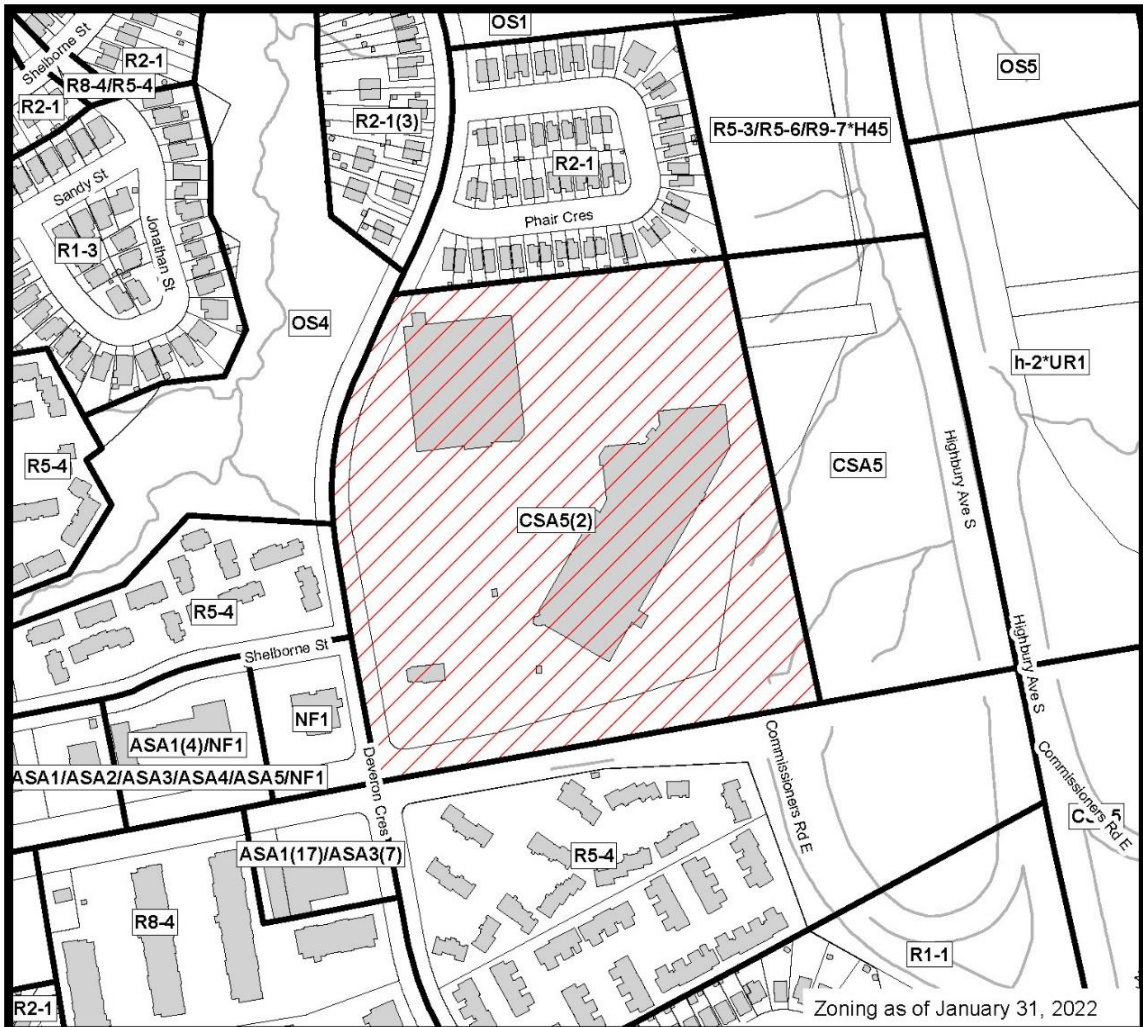 OS1
Shelborne St
R2-1
OS5
R8-4/R5-4
R2-1
R2-1(3)
R5-3/R5-6/R9-7*H45
R2-1
Sandy St
Phair Cres
Jonathan St
R1-3
OS4
h-2*UR1
Highbury Ave S
R5-4
CSA5
CSA5(2)
R5-4
Shelborne St
Highbury Ave S
NF1
ASA1(4)/NF1
Deveron Cres
Commissioners Rd E
Commissioners Rd E
ASA1/ASA2/ASA3/ASA4/ASA5/NF1
ASA1(17)/ASA3(7)
R5-4
R8-4
R1-1
R2-1
Zoning as of January 31, 2022